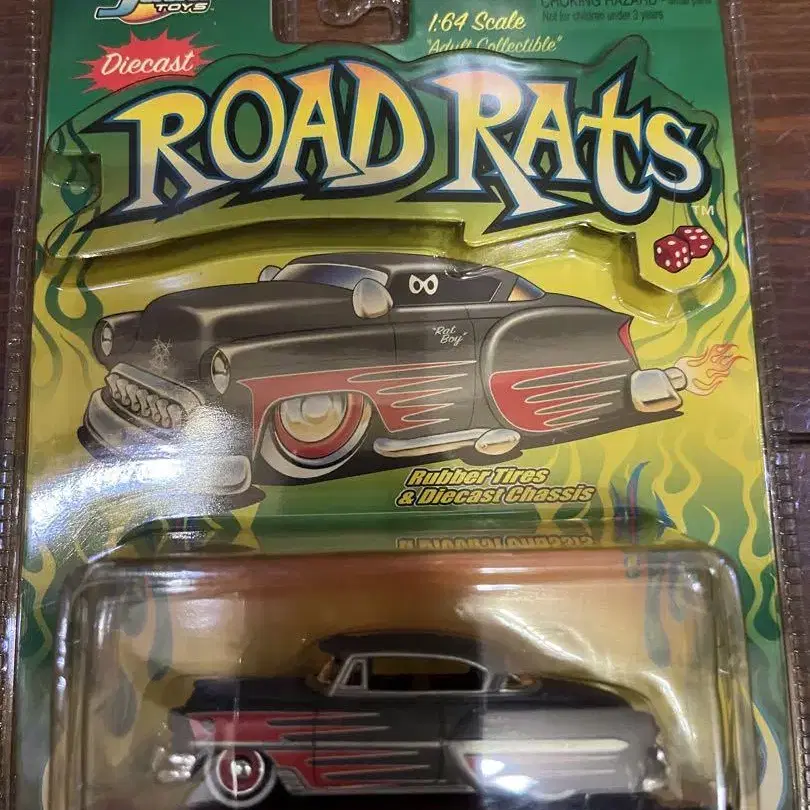 TOYS
1:64 Scale
"Adult Collectible"
CHOKING HAZARD
Not for children under 3 years
Diecast
ROAD RATS
TM
"Rat
Boy"
Rubber Tires
& Diecast Chassis